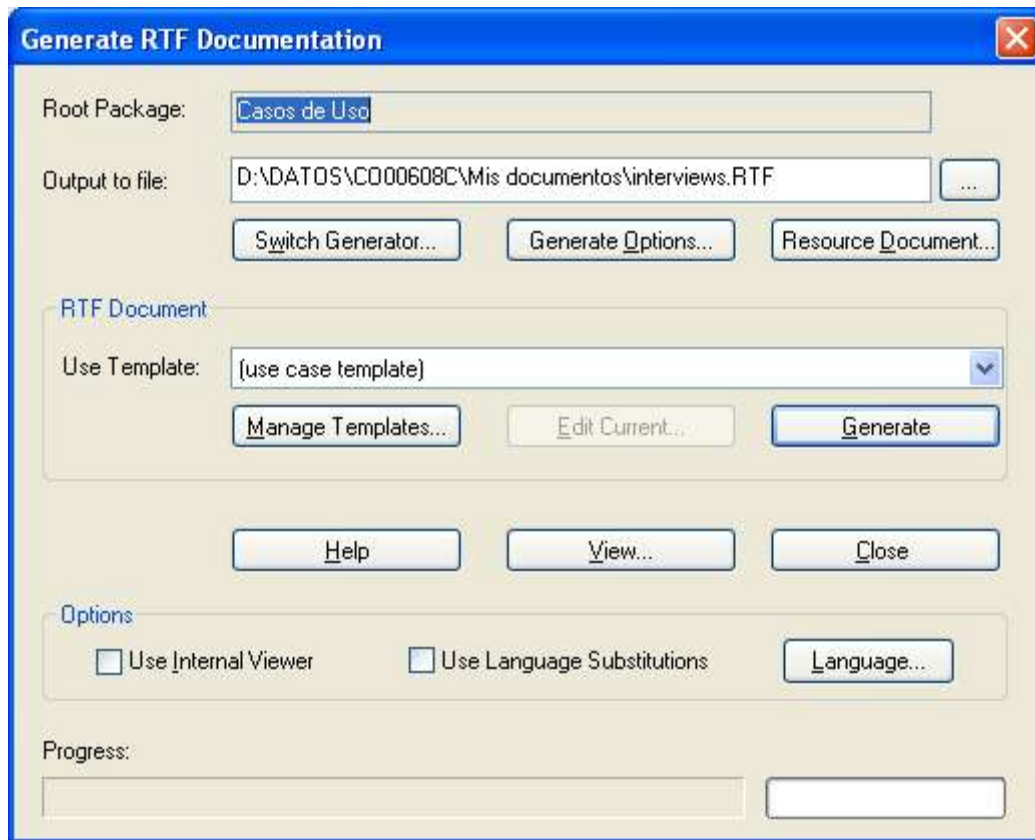 Generate RTF Documentation
Root Package: Casos de Uso
Output to file: D:\DATOS\CO00608C\Mis documentos\interviews.RTF ...
Switch Generator... Generate Options... Resource Document...
RTF Document
Use Template: (use case template)
Manage Templates... Edit Current... Generate
Help View... Close
Options
Use Internal Viewer Use Language Substitutions Language...
Progress: